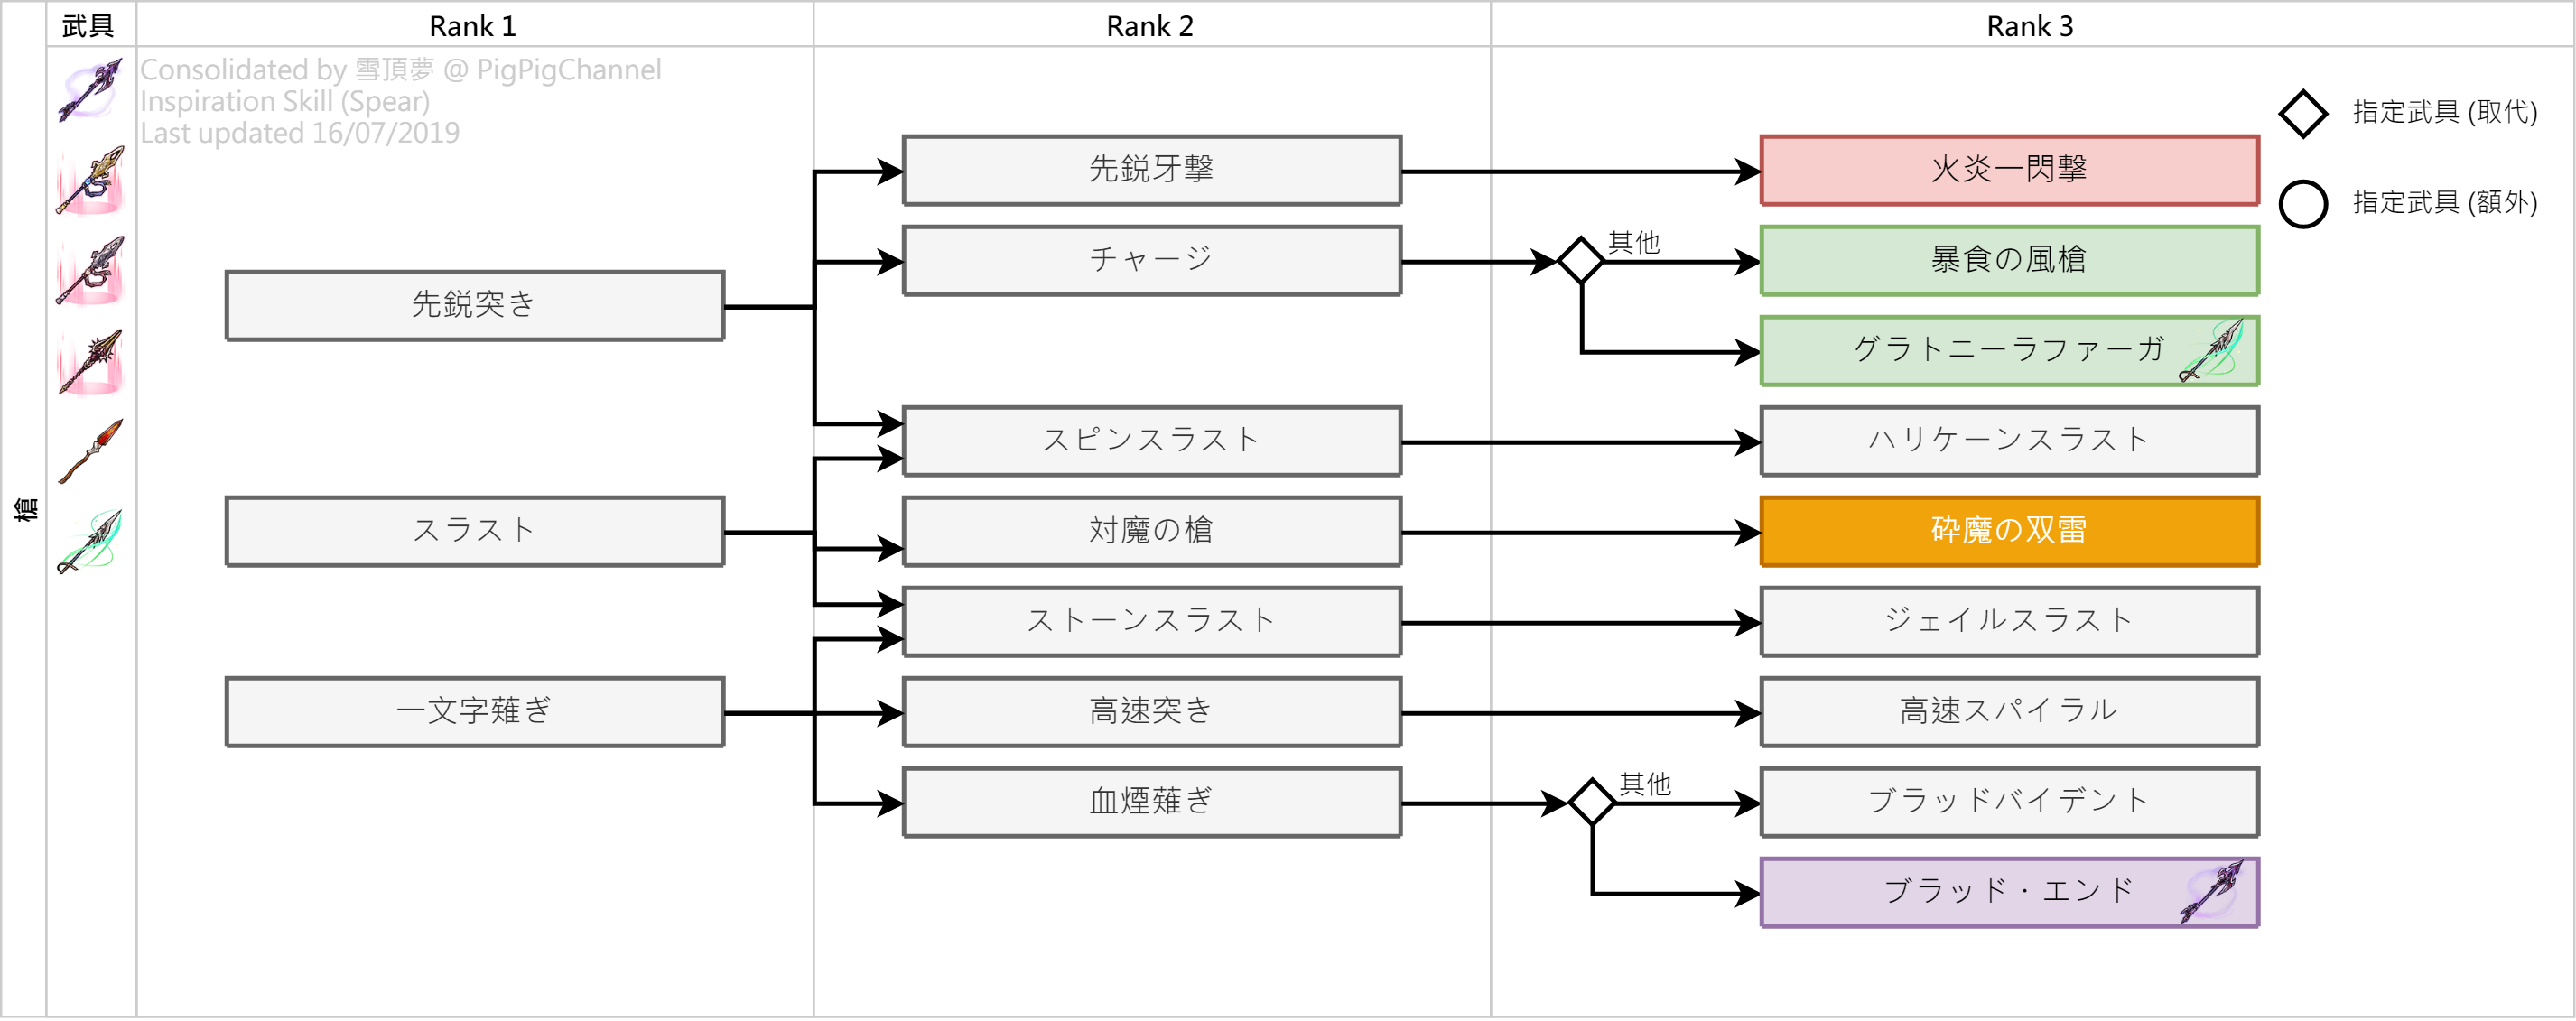 武具
Rank 1
Rank 2
Rank 3
Consolidated by 雪頂夢 @ PigPigChannel
Inspiration Skill (Spear)
Last updated 16/07/2019
指定武具 (取代)
指定武具 (額外)
槍
先鋭突き
スラスト
一文字薙ぎ
先鋭牙撃
チャージ
スピンスラスト
対魔の槍
ストーンスラスト
高速突き
血煙薙ぎ
其他
其他
火炎一閃撃
暴食の風槍
グラトニーラファーガ
ハリケーンスラスト
砕魔の双雷
ジェイルスラスト
高速スパイラル
ブラッドバイデント
ブラッド・エンド